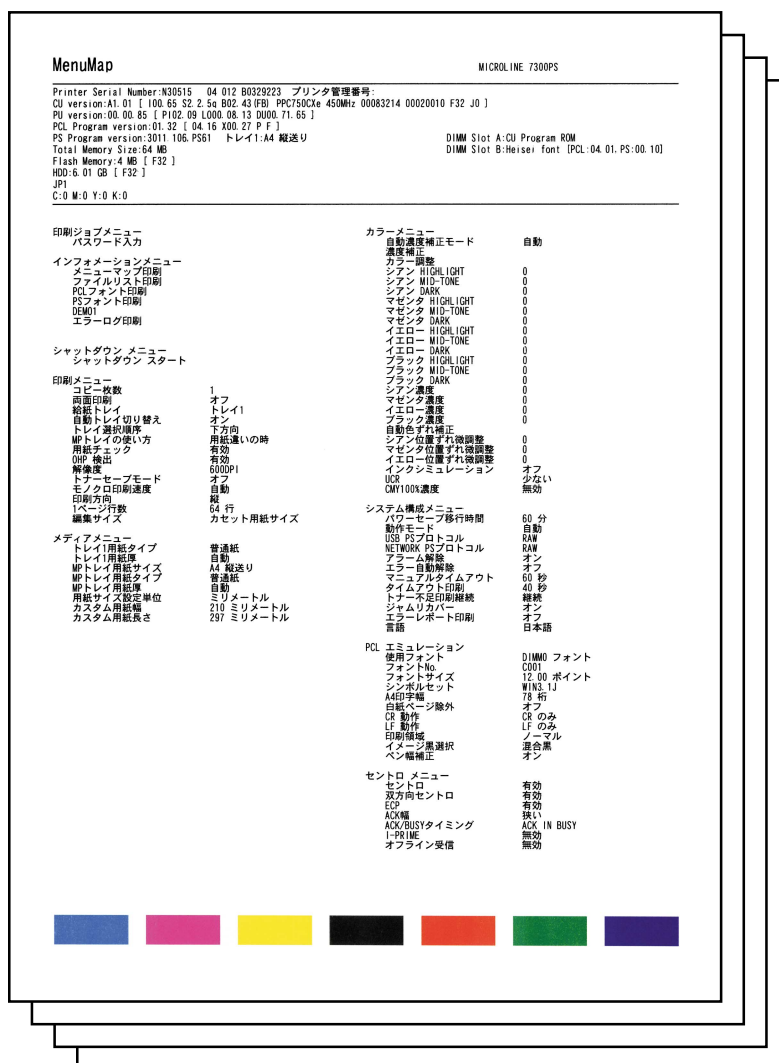 MenuMap
MICROLINE 7300PS
Printer Serial Number:N30515 04 012 B0329223 プリンタ管理番号:
CU version:A1.01 [ I00.65 S2.2.5q B02.43(FB) PPC750CXe 450MHz 00083214 00020010 F32 J0 ]
PU version:00.00.85 [ PI02.09 L000.08.13 DU00.71.65 ]
PCL Program version:01.32 [ 04.16 X00.27 P F ]
PS Program version:3011.106.PS61 トレイ1:A4 縦送り
Total Memory Size:64 MB
Flash Memory:4 MB [ F32 ]
HDD:6.01 GB [ F32 ]
JP1
C:0 M:0 Y:0 K:0
DIMM Slot A:CU Program ROM
DIMM Slot B:Heisei font [PCL:04.01.PS:00.10]
印刷ジョブメニュー
パスワード入力
インフォメーションメニュー
メニューマップ印刷
ファイルリスト印刷
PCLフォント印刷
PSフォント印刷
DEMO1
エラーログ印刷
シャットダウン メニュー
シャットダウン スタート
印刷メニュー
コピー枚数 1
両面印刷 オフ
給紙トレイ トレイ1
自動トレイ切り替え オン
トレイ選択順序 下方向
MPトレイの使い方 用紙違いの時
用紙チェック 有効
OHP 検出 有効
解像度 600DPI
トナーセーブモード オフ
モノクロ印刷速度 自動
印刷方向 縦
1ページ行数 64 行
編集サイズ カセット用紙サイズ
メディアメニュー
トレイ1用紙タイプ 普通紙
トレイ1用紙厚 自動
MPトレイ用紙サイズ A4 縦送り
MPトレイ用紙タイプ 普通紙
MPトレイ用紙厚 自動
用紙サイズ設定単位 ミリメートル
カスタム用紙幅 210 ミリメートル
カスタム用紙長さ 297 ミリメートル
カラーメニュー
自動濃度補正モード 自動
濃度補正
カラー調整
シアン HIGHLIGHT 0
シアン MID-TONE 0
シアン DARK 0
マゼンタ HIGHLIGHT 0
マゼンタ MID-TONE 0
マゼンタ DARK 0
イエロー HIGHLIGHT 0
イエロー MID-TONE 0
イエロー DARK 0
ブラック HIGHLIGHT 0
ブラック MID-TONE 0
ブラック DARK 0
シアン濃度 0
マゼンタ濃度 0
イエロー濃度 0
ブラック濃度 0
自動色ずれ補正
シアン位置ずれ微調整 0
マゼンタ位置ずれ微調整 0
イエロー位置ずれ微調整 0
インクシミュレーション オフ
UCR 少ない
CMY100%濃度 無効
システム構成メニュー
パワーセーブ移行時間 60 分
動作モード 自動
USB PSプロトコル RAW
NETWORK PSプロトコル RAW
アラーム解除 オン
エラー自動解除 オフ
マニュアルタイムアウト 60 秒
タイムアウト印刷 40 秒
トナー不足印刷継続 継続
ジャムリカバー オン
エラーレポート印刷 オフ
言語 日本語
PCL エミュレーション
使用フォント DIMM0 フォント
フォントNo. C001
フォントサイズ 12.00 ポイント
シンボルセット WIN3.1J
A4印字幅 78 桁
白紙ページ除外 オフ
CR 動作 CR のみ
LF 動作 LF のみ
印刷領域 ノーマル
イメージ黒選択 混合黒
ペン幅補正 オン
セントロ メニュー
セントロ 有効
双方向セントロ 有効
ECP 有効
ACK幅 狭い
ACK/BUSYタイミング ACK IN BUSY
I-PRIME 無効
オフライン受信 無効